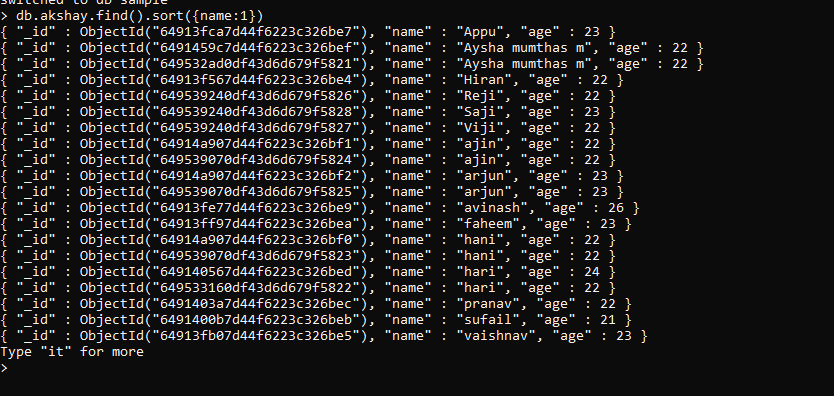 switched to db sample
> db.akshay.find().sort({name:1})
{ "_id" : ObjectId("64913fca7d44f6223c326be7"), "name" : "Appu", "age" : 23 }
{ "_id" : ObjectId("6491459c7d44f6223c326bef"), "name" : "Aysha mumthas m", "age" : 22 }
{ "_id" : ObjectId("649532ad0df43d6d679f5821"), "name" : "Aysha mumthas m", "age" : 22 }
{ "_id" : ObjectId("64913f567d44f6223c326be4"), "name" : "Hiran", "age" : 22 }
{ "_id" : ObjectId("649539240df43d6d679f5826"), "name" : "Reji", "age" : 22 }
{ "_id" : ObjectId("649539240df43d6d679f5828"), "name" : "Saji", "age" : 23 }
{ "_id" : ObjectId("649539240df43d6d679f5827"), "name" : "Viji", "age" : 22 }
{ "_id" : ObjectId("64914a907d44f6223c326bf1"), "name" : "ajin", "age" : 22 }
{ "_id" : ObjectId("649539070df43d6d679f5824"), "name" : "ajin", "age" : 22 }
{ "_id" : ObjectId("64914a907d44f6223c326bf2"), "name" : "arjun", "age" : 23 }
{ "_id" : ObjectId("649539070df43d6d679f5825"), "name" : "arjun", "age" : 23 }
{ "_id" : ObjectId("64913fe77d44f6223c326be9"), "name" : "avinash", "age" : 26 }
{ "_id" : ObjectId("64913ff97d44f6223c326bea"), "name" : "faheem", "age" : 23 }
{ "_id" : ObjectId("64914a907d44f6223c326bf0"), "name" : "hani", "age" : 22 }
{ "_id" : ObjectId("649539070df43d6d679f5823"), "name" : "hani", "age" : 22 }
{ "_id" : ObjectId("649140567d44f6223c326bed"), "name" : "hari", "age" : 24 }
{ "_id" : ObjectId("649533160df43d6d679f5822"), "name" : "hari", "age" : 22 }
{ "_id" : ObjectId("6491403a7d44f6223c326bec"), "name" : "pranav", "age" : 22 }
{ "_id" : ObjectId("6491400b7d44f6223c326beb"), "name" : "sufail", "age" : 21 }
{ "_id" : ObjectId("64913fb07d44f6223c326be5"), "name" : "vaishnav", "age" : 23 }
Type "it" for more
>